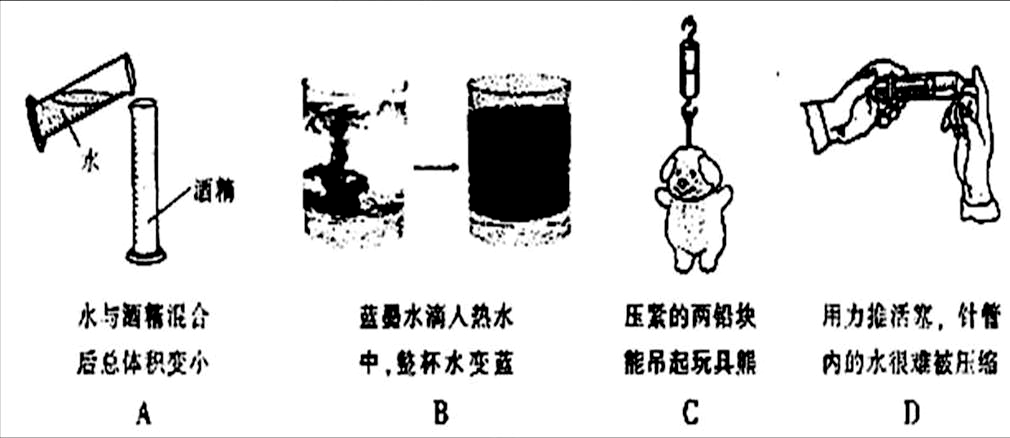 水
酒精
水与酒精混合
后总体积变小
A
蓝墨水滴入热水
中，整杯水变蓝
B
压紧的两铅块
能吊起玩具熊
C
用力推活塞，针管
内的水很难被压缩
D